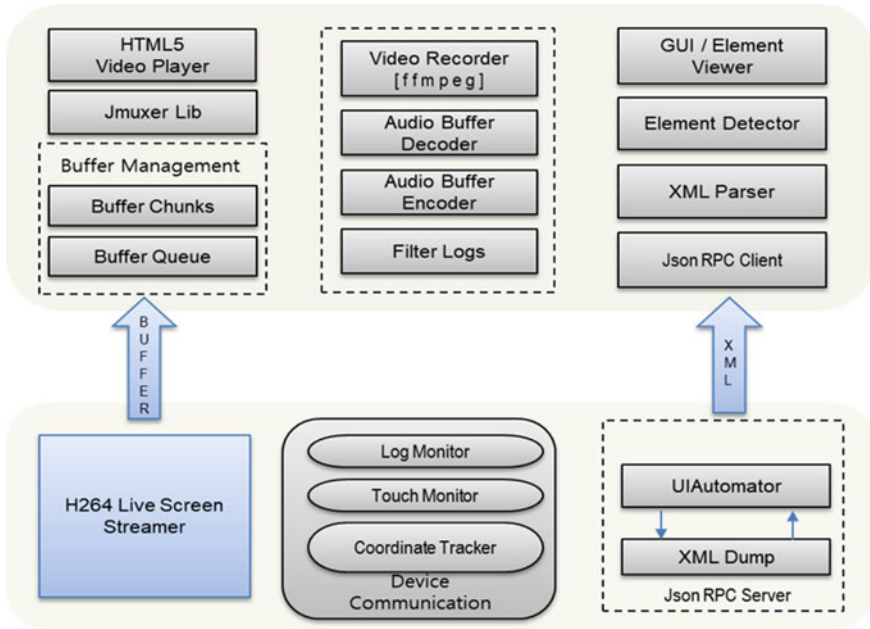 HTML5
Video Player
Jmuxer Lib
Buffer Management
Buffer Chunks
Buffer Queue
Video Recorder
[ffmpeg]
Audio Buffer
Decoder
Audio Buffer
Encoder
Filter Logs
GUI / Element
Viewer
Element Detector
XML Parser
Json RPC Client
BUFFER
XML
H264 Live Screen
Streamer
Log Monitor
Touch Monitor
Coordinate Tracker
Device
Communication
UIAutomator
XML Dump
Json RPC Server